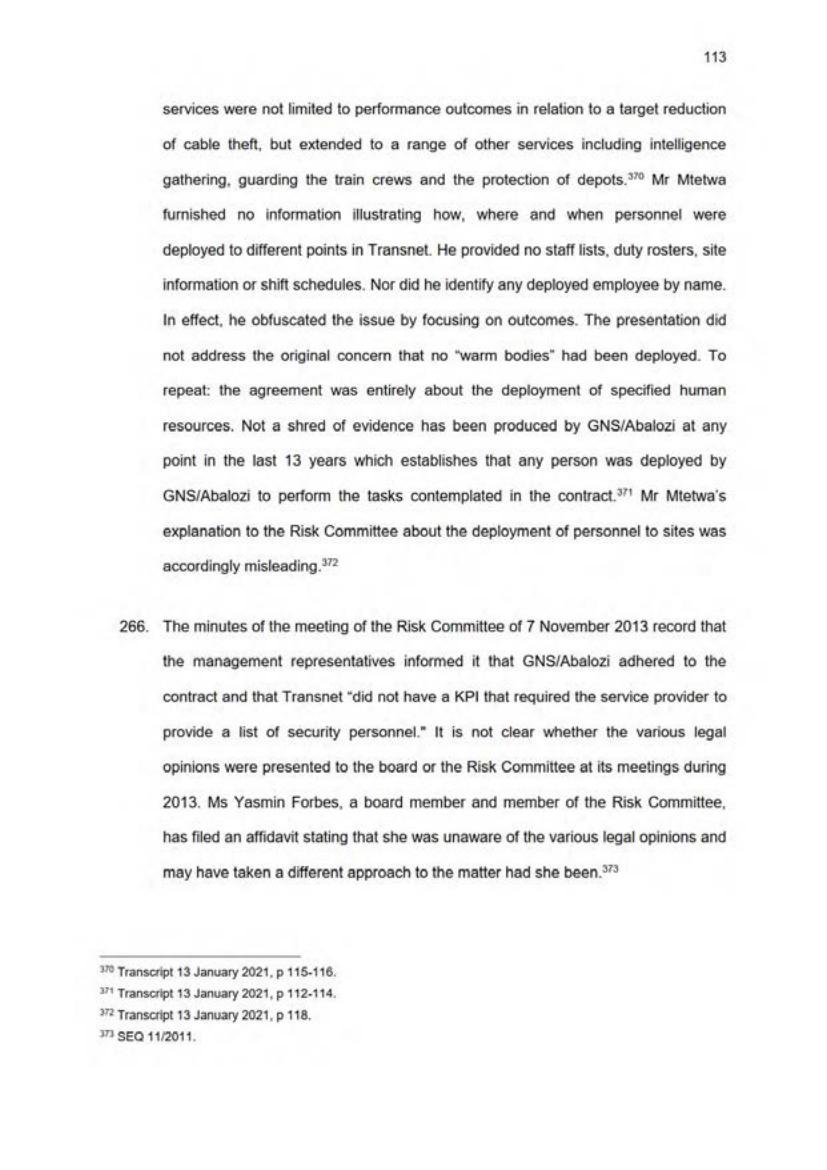 113
services were not limited to performance outcomes in relation to a target reduction
of cable theft, but extended to a range of other services including intelligence
gathering, guarding the train crews and the protection of depots.370 Mr Mtetwa
furnished no information illustrating how, where and when personnel were
deployed to different points in Transnet. He provided no staff lists, duty rosters, site
information or shift schedules. Nor did he identify any deployed employee by name.
In effect, he obfuscated the issue by focusing on outcomes. The presentation did
not address the original concern that no "warm bodies" had been deployed. To
repeat: the agreement was entirely about the deployment of specified human
resources. Not a shred of evidence has been produced by GNS/Abalozi at any
point in the last 13 years which establishes that any person was deployed by
GNS/Abalozi to perform the tasks contemplated in the contract.371 Mr Mtetwa's
explanation to the Risk Committee about the deployment of personnel to sites was
accordingly misleading.372
266. The minutes of the meeting of the Risk Committee of 7 November 2013 record that
the management representatives informed it that GNS/Abalozi adhered to the
contract and that Transnet "did not have a KPI that required the service provider to
provide a list of security personnel." It is not clear whether the various legal
opinions were presented to the board or the Risk Committee at its meetings during
2013. Ms Yasmin Forbes, a board member and member of the Risk Committee,
has filed an affidavit stating that she was unaware of the various legal opinions and
may have taken a different approach to the matter had she been.373
370 Transcript 13 January 2021, p 115-116.
371 Transcript 13 January 2021, p 112-114.
372 Transcript 13 January 2021, p 118.
373 SEQ 11/2011.